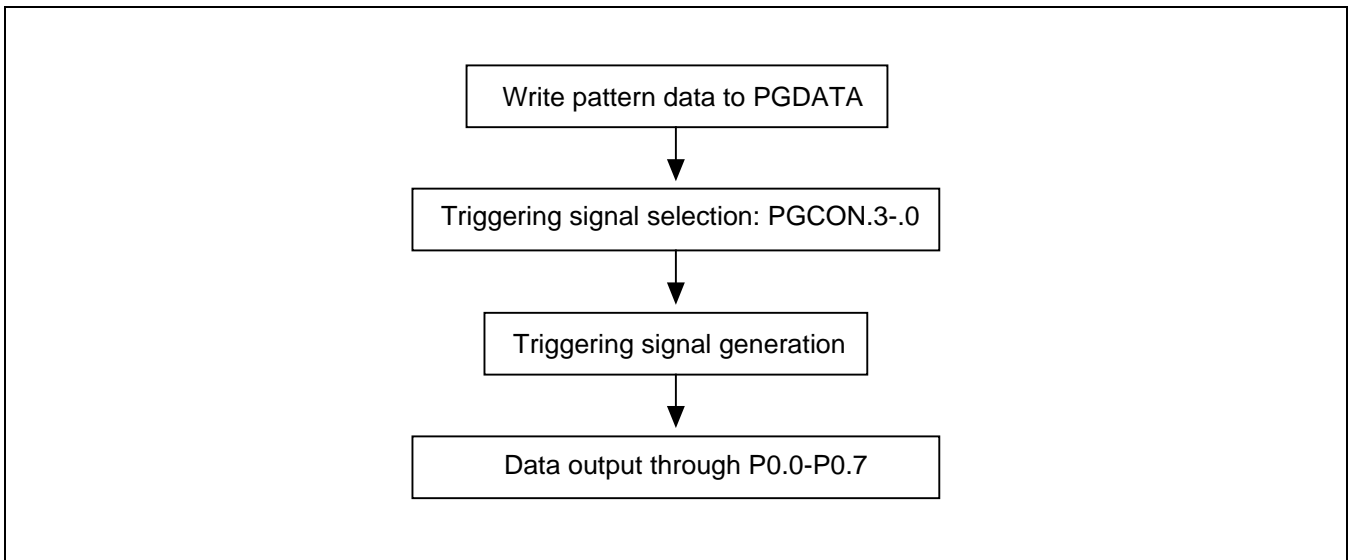 Write pattern data to PGDATA
Triggering signal selection: PGCON.3-.0
Triggering signal generation
Data output through P0.0-P0.7